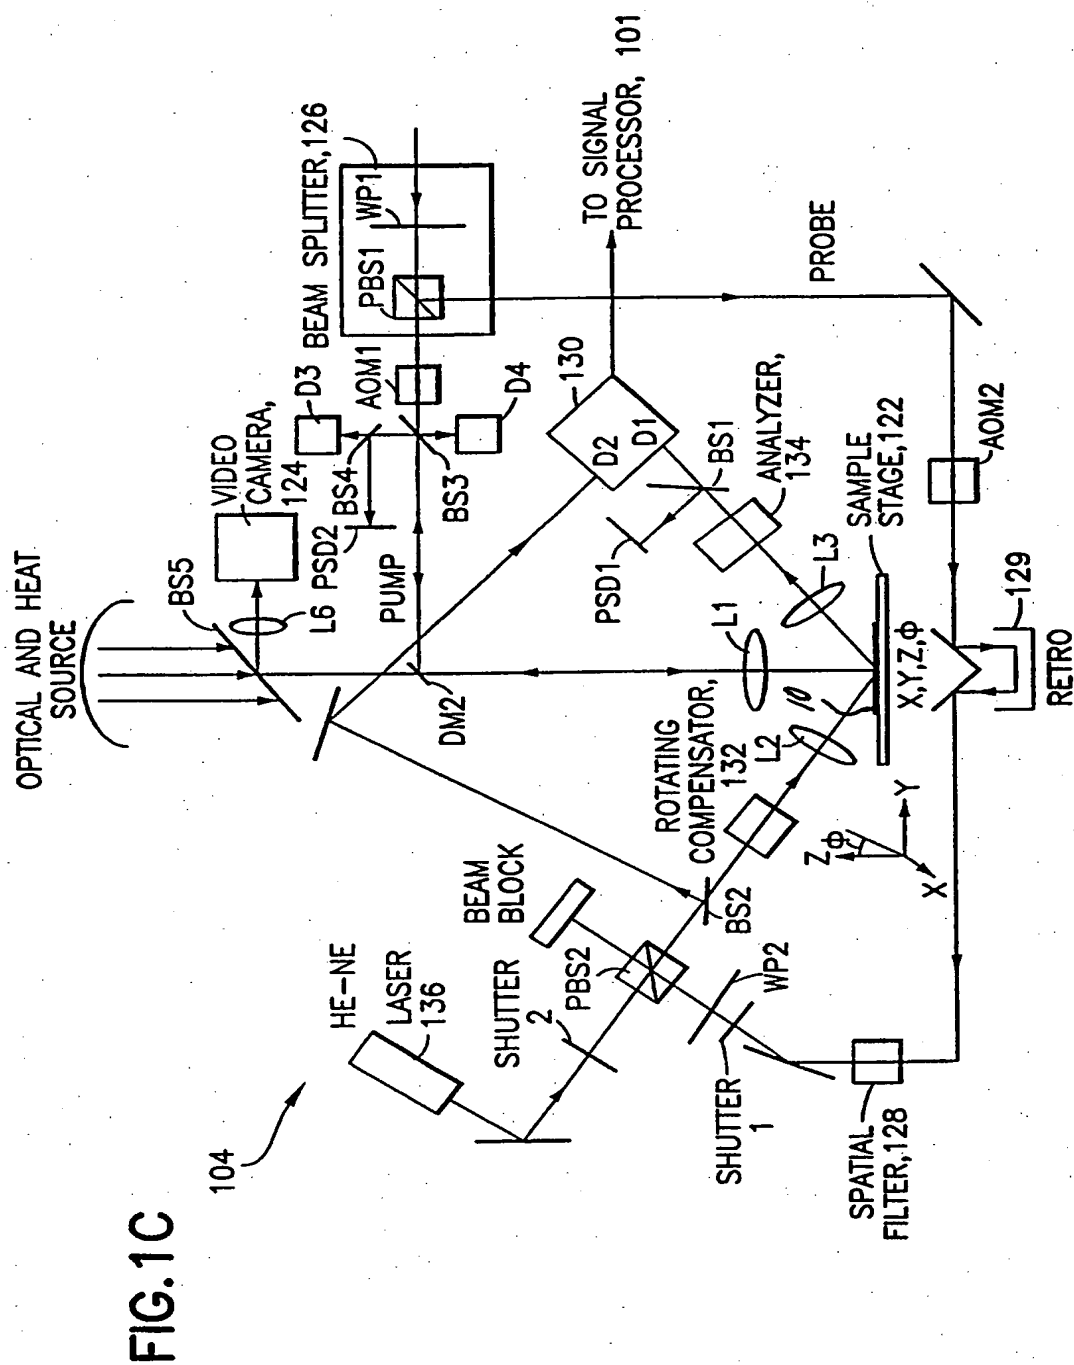 FIG.1C
104
OPTICAL AND HEAT
SOURCE
BS5
VIDEO
CAMERA,
124
L6
PSD2
BS4
D3
BEAM SPLITTER,126
WP1
PBS1
AOM1
D4
BS3
PUMP
DM2
TO SIGNAL
PROCESSOR, 101
130
D2
D1
BS1
PSD1
ANALYZER,
134
PROBE
HE-NE
LASER
136
SHUTTER
2
BEAM
BLOCK
PBS2
BS2
ROTATING
COMPENSATOR,
132
L2
L1
L3
10
SAMPLE
STAGE,122
X,Y,Z,ϕ
AOM2
129
RETRO
Z
ϕ
Y
X
WP2
SHUTTER
1
SPATIAL
FILTER,128